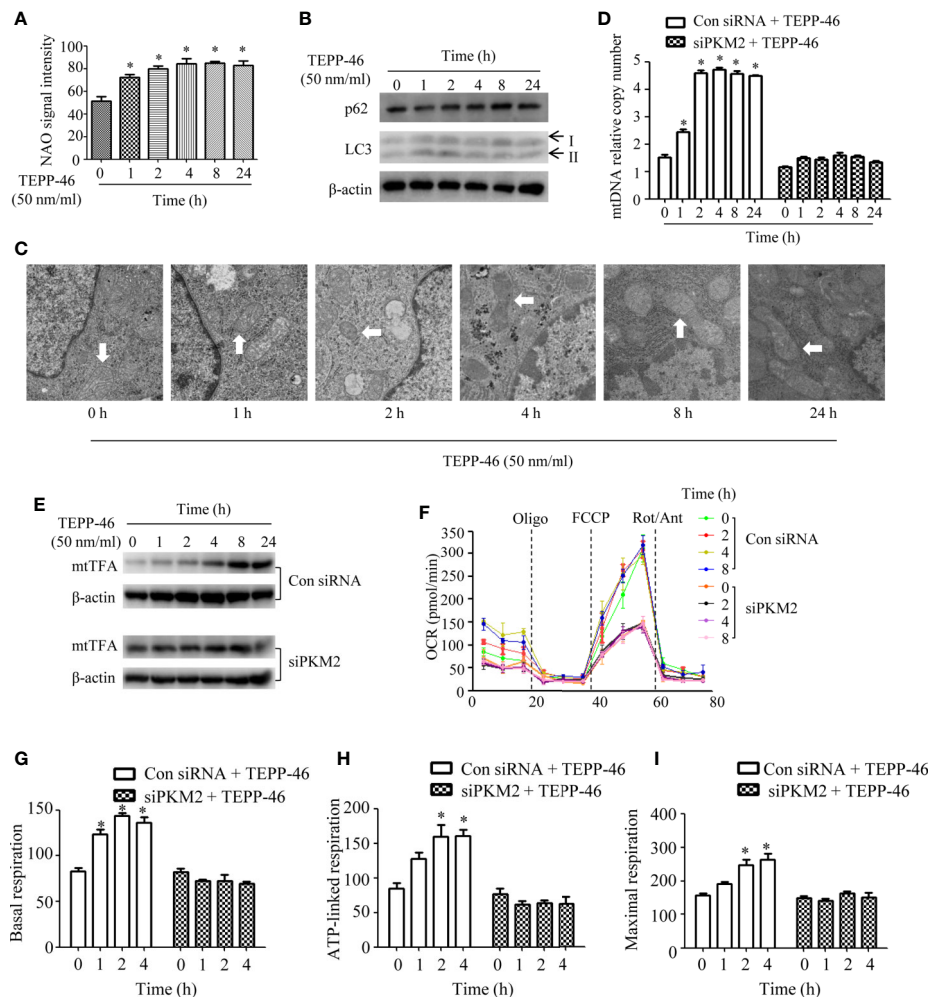 A
NAO signal intensity
100
80
60
40
20
0
* * * * *
0 1 2 4 8 24
TEPP-46
(50 nm/ml)
Time (h)
B
TEPP-46
(50 nm/ml)
Time (h)
0 1 2 4 8 24
p62
LC3
I
II
β-actin
D
Con siRNA + TEPP-46
siPKM2 + TEPP-46
mtDNA relative copy number
5
4
3
2
1
0
* * * * *
0 1 2 4 8 24 0 1 2 4 8 24
Time (h)
C
0 h 1 h 2 h 4 h 8 h 24 h
TEPP-46 (50 nm/ml)
E
TEPP-46
(50 nm/ml)
Time (h)
0 1 2 4 8 24
mtTFA
β-actin
Con siRNA
mtTFA
β-actin
siPKM2
F
Oligo FCCP Rot/Ant
OCR (pmol/min)
350
300
250
200
150
100
50
0
0 20 40 60 80
Time (h)
0
2
4
8
Con siRNA
0
2
4
8
siPKM2
G
Con siRNA + TEPP-46
siPKM2 + TEPP-46
Basal respiration
150
100
50
0
* * *
0 1 2 4 0 1 2 4
Time (h)
H
Con siRNA + TEPP-46
siPKM2 + TEPP-46
ATP-linked respiration
200
150
100
50
0
* *
0 1 2 4 0 1 2 4
Time (h)
I
Con siRNA + TEPP-46
siPKM2 + TEPP-46
Maximal respiration
400
300
200
100
0
* *
0 1 2 4 0 1 2 4
Time (h)